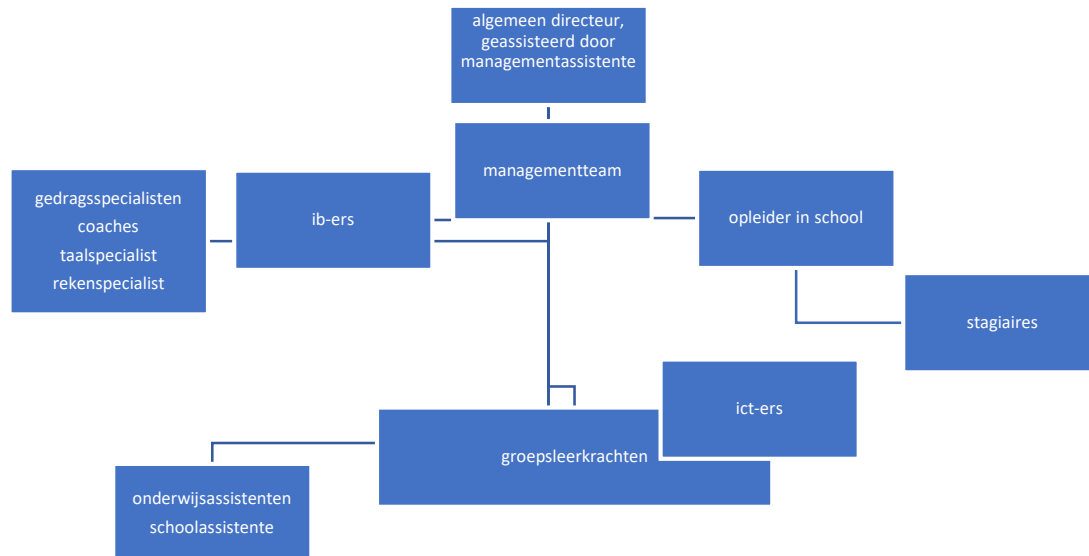 algemeen directeur,
geassisteerd door
managementassistente
managementteam
gedragsspecialisten
coaches
taalspecialist
rekenspecialist
ib-ers
opleider in school
stagiaires
ict-ers
groepsleerkrachten
onderwijsassistenten
schoolassistente